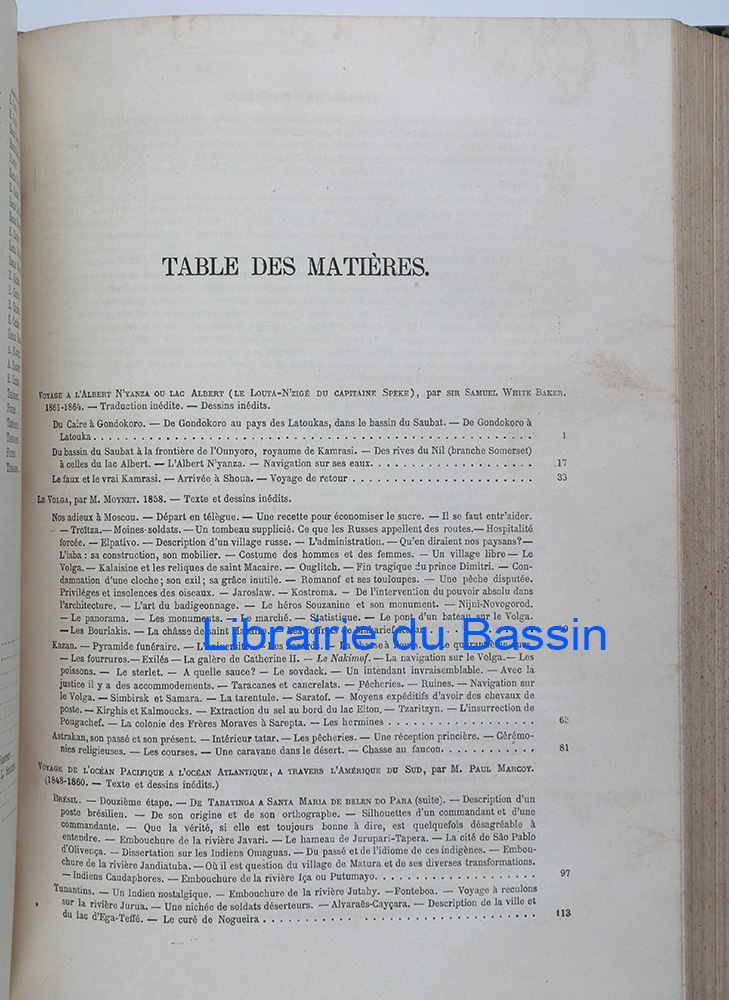 TABLE DES MATIÈRES.
VOYAGE A L'ALBERT N'YANZA OU LAC ALBERT (LE LOUTA-N'ZIGÉ DU CAPITAINE SPEKE), par SIR SAMUEL WHITE BAKER.
1861-1864. — Traduction inédite. — Dessins inédits.
Du Caire à Gondokoro. — De Gondokoro au pays des Latoukas, dans le bassin du Saubat. — De Gondokoro à
Latouka . . . . . . . . . . 1
Du bassin du Saubat à la frontière de l'Ounyoro, royaume de Kamrasi. — Des rives du Nil (branche Somerset)
à celles du lac Albert. — L'Albert N'yanza. — Navigation sur ses eaux. . . . . . . . . . 17
Le faux et le vrai Kamrasi. — Arrivée à Shoua. — Voyage de retour . . . . . . . . . . 33
LE VOLGA, par M. MOYNET. 1858. — Texte et dessins inédits.
Nos adieux à Moscou. — Départ en télègue. — Une recette pour économiser le sucre. — Il se faut entr'aider.
— Troïtza. — Moines-soldats. — Un tombeau supplicié. Ce que les Russes appellent des routes. — Hospitalité
forcée. — Elpativo. — Description d'un village russe. — L'administration. — Qu'en diraient nos paysans? —
L'isba : sa construction, son mobilier. — Costume des hommes et des femmes. — Un village libre — Le
Volga. — Kalaisine et les reliques de saint Macaire. — Ouglitch. — Fin tragique du prince Dimitri. — Con-
damnation d'une cloche; son exil; sa grâce inutile. — Romanof et ses touloupes. — Une pêche disputée.
Priviléges et insolences des oiseaux. — Jaroslaw. — Kostroma. — De l'intervention du pouvoir absolu dans
l'architecture. — L'art du badigeonnage. — Le héros Souzanine et son monument. — Nijni-Novogorod.
— Le panorama. — Les monuments. — Le marché. — Statistique. — Le pont d'un bateau sur le Volga.
— Les Bourlakis. — La châsse de saint
Librairie du Bassin
Kazan. — Pyramide funéraire. —
— Les fourrures. — Exilés — La galère de Catherine II. — Le Nakimof. — La navigation sur le Volga. — Les
poissons. — Le sterlet. — A quelle sauce? — Le sovdack. — Un intendant invraisemblable. — Avec la
justice il y a des accommodements. — Taracanes et cancrelats. — Pêcheries. — Ruines. — Navigation sur
le Volga. — Simbirsk et Samara. — La tarentule. — Saratof. — Moyens expéditifs d'avoir des chevaux de
poste. — Kirghis et Kalmoucks. — Extraction du sel au bord du lac Elton. — Tzaritzyn. — L'insurrection de
Pougachef. — La colonie des Frères Moraves à Sarepta. — Les hermines . . . . . . . . . .
Astrakan, son passé et son présent. — Intérieur tatar. — Les pêcheries. — Une réception princière. — Cérémo-
nies religieuses. — Les courses. — Une caravane dans le désert. — Chasse au faucon. . . . . . . . . . 81
VOYAGE DE L'OCÉAN PACIFIQUE A L'OCÉAN ATLANTIQUE, A TRAVERS L'AMÉRIQUE DU SUD, par M. PAUL MARCOY.
(1848-1860. — Texte et dessins inédits.)
BRÉSIL. — Douzième étape. — DE TABATINGA A SANTA MARIA DE BELEN DO PARA (suite). — Description d'un
poste brésilien. — De son origine et de son orthographe. — Silhouettes d'un commandant et d'une
commandante. — Que la vérité, si elle est toujours bonne à dire, est quelquefois désagréable à
entendre. — Embouchure de la rivière Javari. — Le hameau de Jurupari-Tapera. — La cité de São Pablo
d'Olivença. — Dissertation sur les Indiens Omaguas. — Du passé et de l'idiome de ces indigènes. — Embou-
chure de la rivière Jandiatuba. — Où il est question du village de Matura et de ses diverses transformations.
— Indiens Caudaphores. — Embouchure de la rivière Iça ou Putumayo. . . . . . . . . . 97
Tunantins. — Un Indien nostalgique. — Embouchure de la rivière Jutahy. — Fonteboa. — Voyage à reculons
sur la rivière Jurua. — Une nichée de soldats déserteurs. — Alvaraës-Cayçara. — Description de la ville et
du lac d'Ega-Teffé. — Le curé de Nogueira . . . . . . . . . . 113